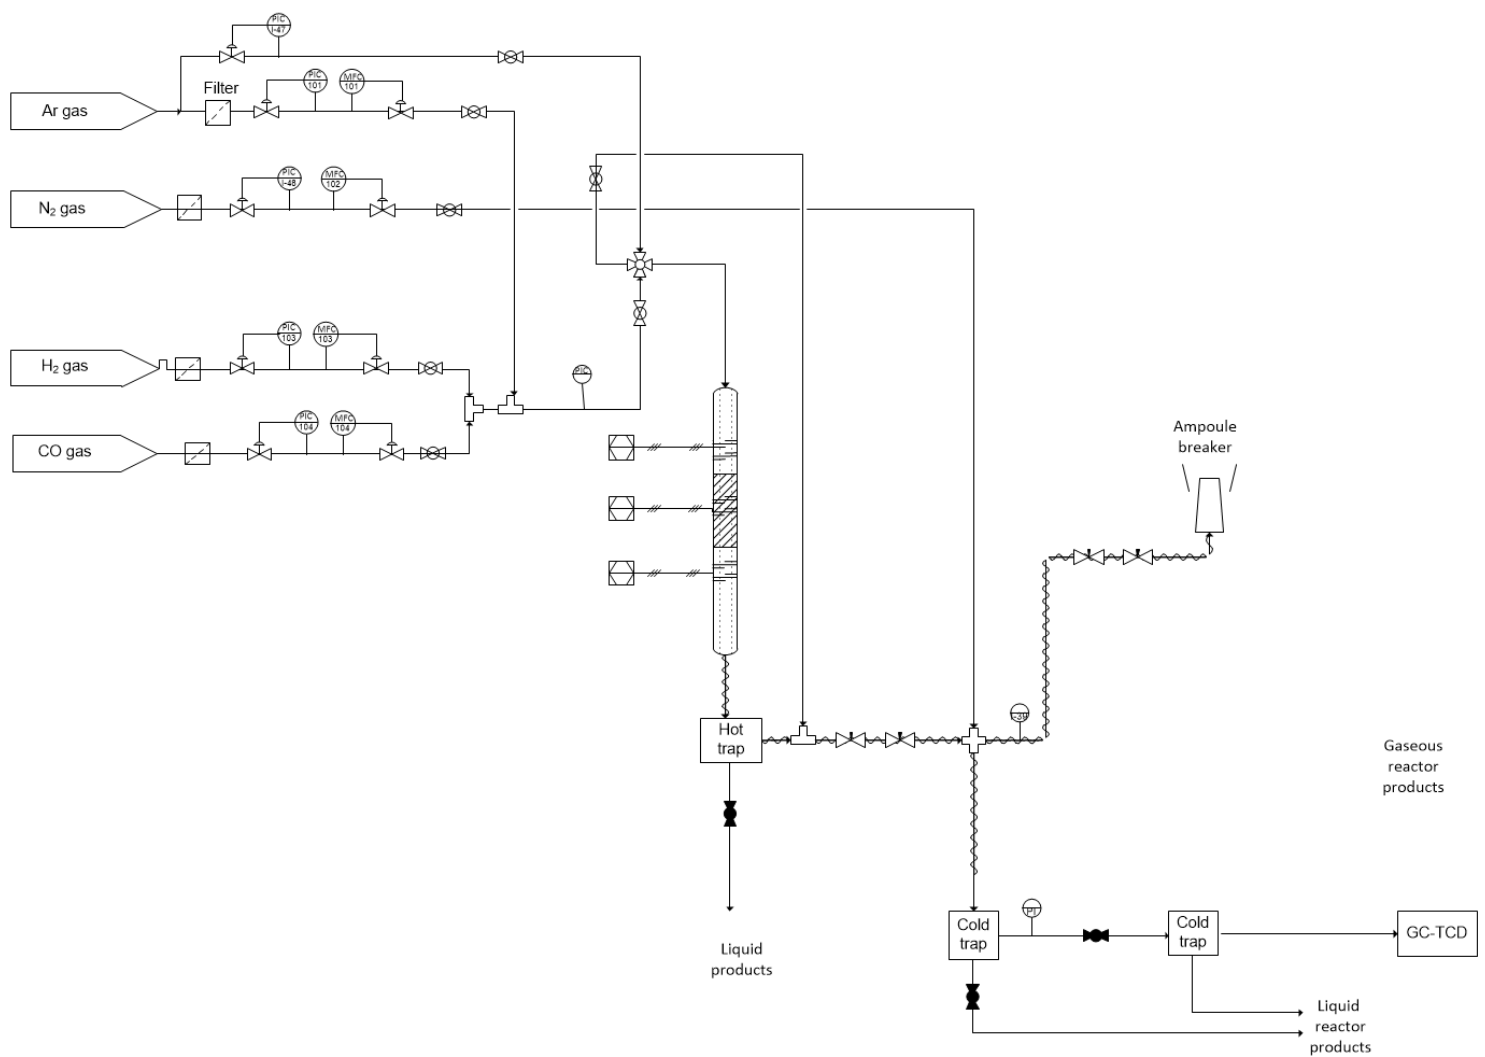 PIC
I-47
Filter
PIC
101
MFC
101
Ar gas
PIC
I-48
MFC
102
N₂ gas
PIC
103
MFC
103
H₂ gas
PIC
PIC
104
MFC
104
CO gas
Ampoule
breaker
I-39
Hot
trap
Gaseous
reactor
products
PI
Cold
trap
Cold
trap
GC-TCD
Liquid
products
Liquid
reactor
products